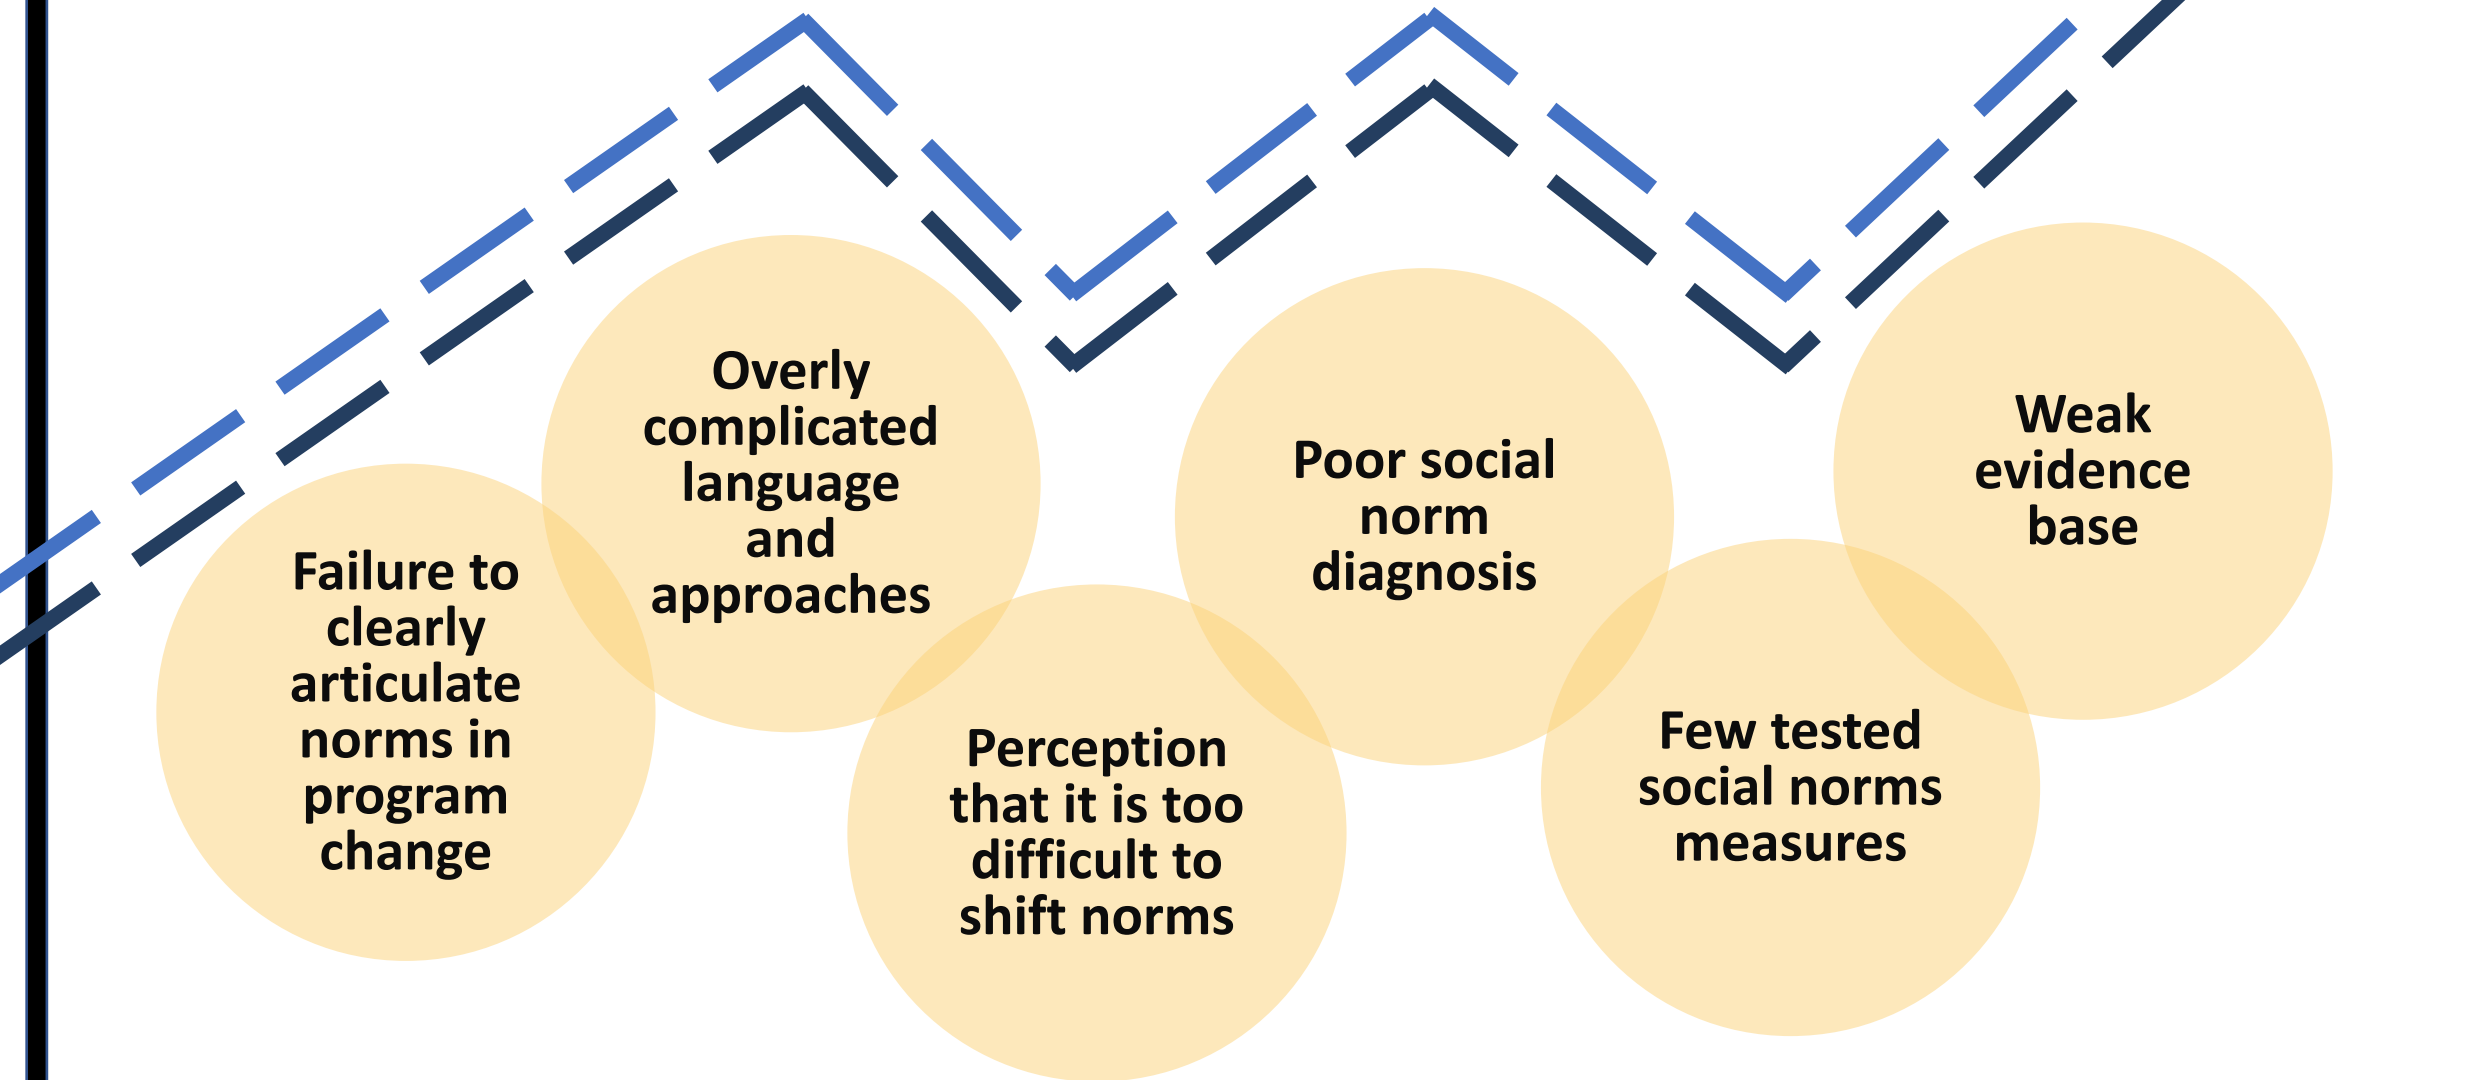 Failure to
clearly
articulate
norms in
program
change
Overly
complicated
language
and
approaches
Perception
that it is too
difficult to
shift norms
Poor social
norm
diagnosis
Few tested
social norms
measures
Weak
evidence
base